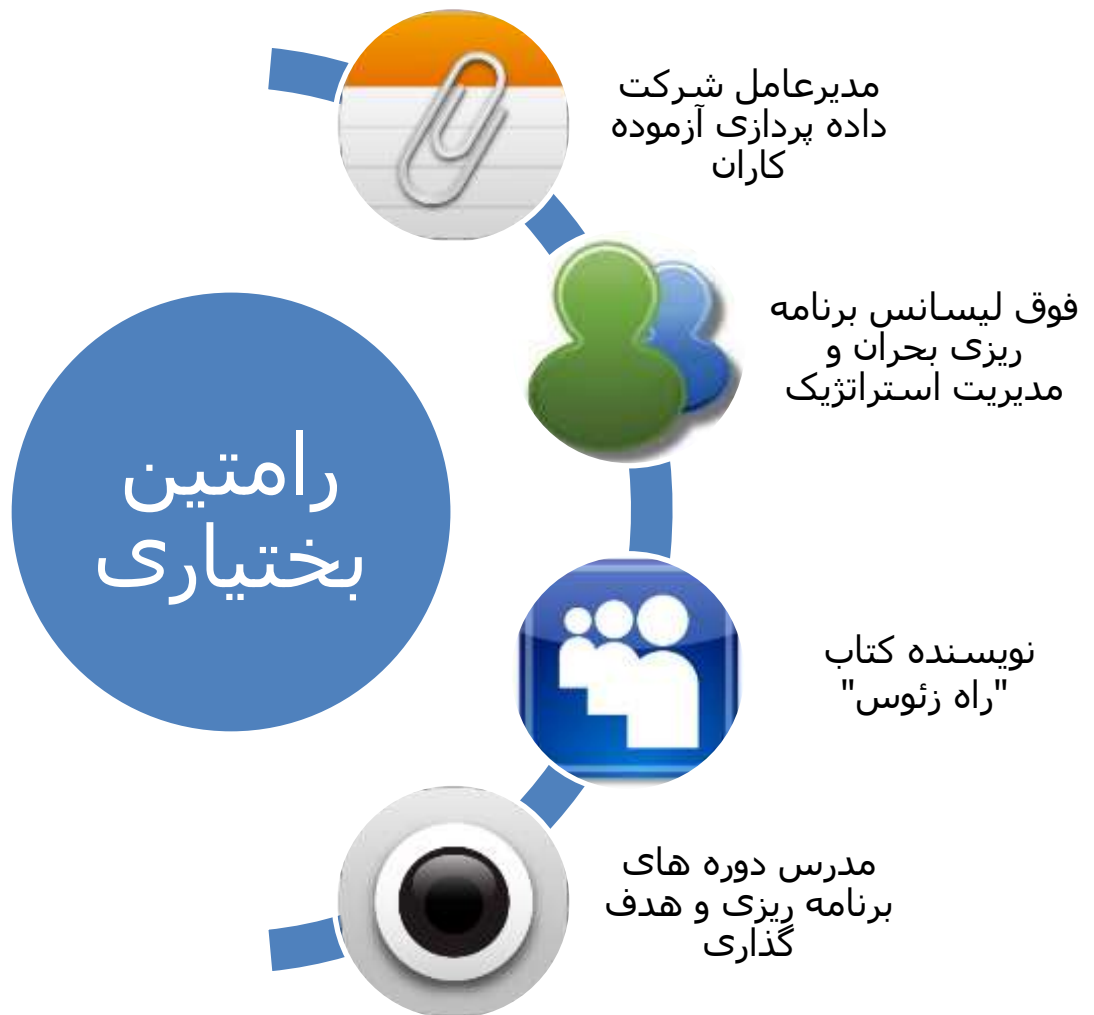 مدیرعامل شرکت
داده پردازی آزموده
کاران
فوق لیسانس برنامه
ریزی بحران و
مدیریت استراتژیک
رامتین
بختیاری
نویسنده کتاب
"راه زئوس"
مدرس دوره های
برنامه ریزی و هدف
گذاری